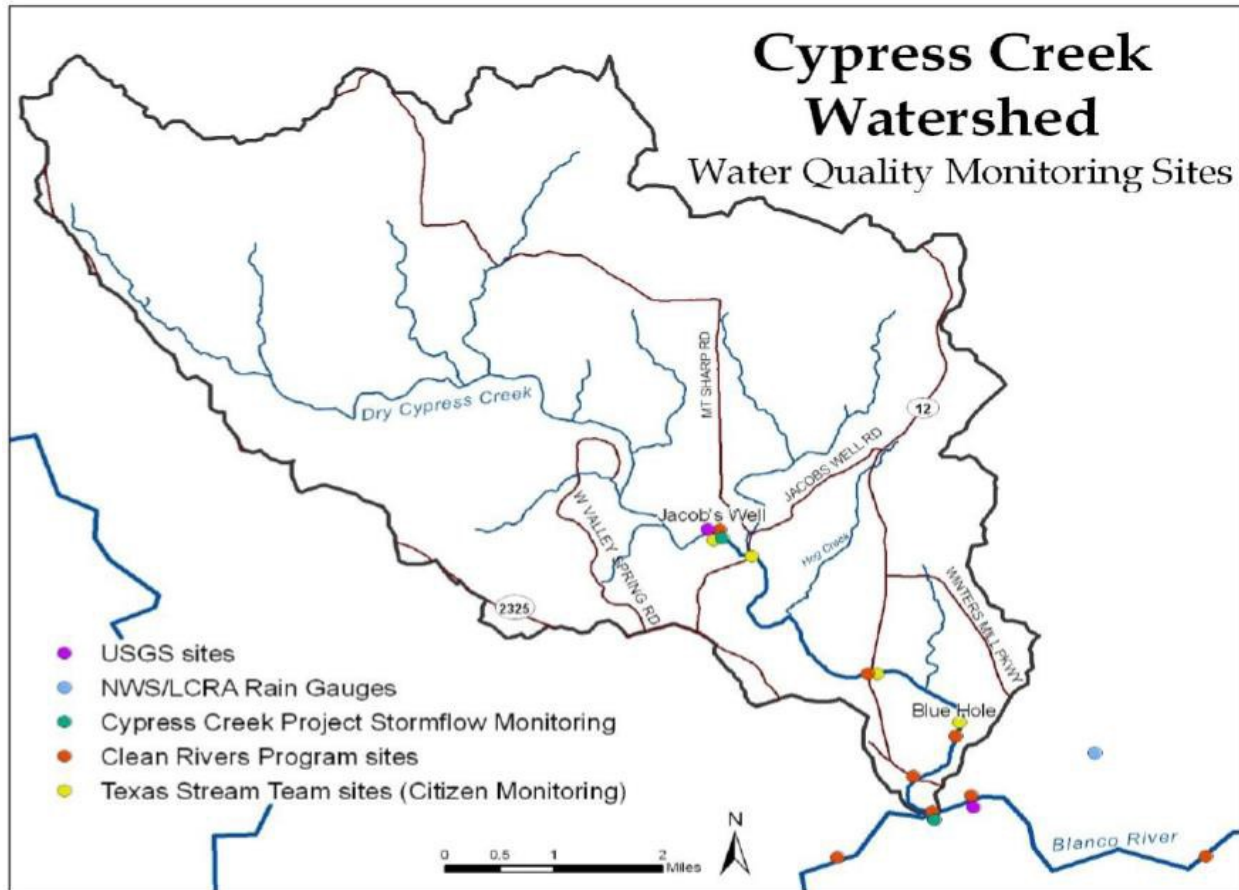 Cypress Creek
Watershed
Water Quality Monitoring Sites
Dry Cypress Creek
MT SHARP RD
12
JACOBS WELL RD
Jacob's Well
W VALLEY SPRING RD
Hog Creek
WINTERS MILL PKWY
2325
Blue Hole
USGS sites
NWS/LCRA Rain Gauges
Cypress Creek Project Stormflow Monitoring
Clean Rivers Program sites
Texas Stream Team sites (Citizen Monitoring)
N
0 0.5 1 2
Miles
Blanco River